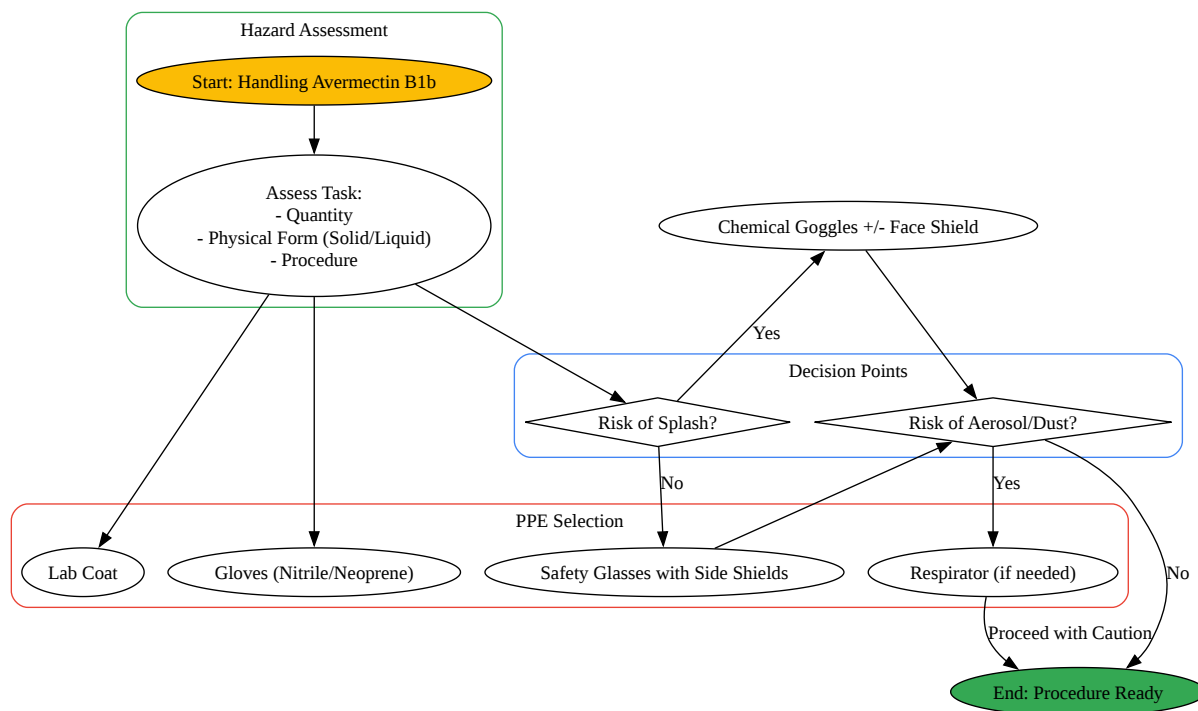 Hazard Assessment
Start: Handling Avermectin B1b
Assess Task:
- Quantity
- Physical Form (Solid/Liquid)
- Procedure
Chemical Goggles +/- Face Shield
Yes
Decision Points
Risk of Splash?
Risk of Aerosol/Dust?
No
Yes
PPE Selection
Lab Coat
Gloves (Nitrile/Neoprene)
Safety Glasses with Side Shields
Respirator (if needed)
No
Proceed with Caution
End: Procedure Ready